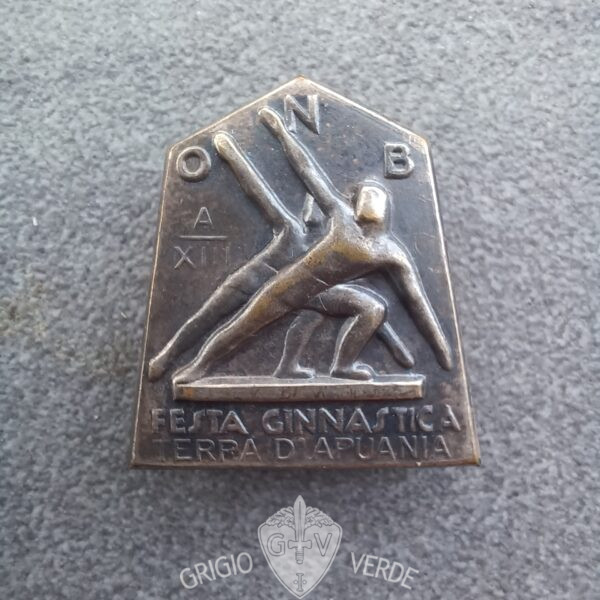 O N B
A
XIII
FESTA GINNASTICA
TERRA D'APUANIA
GRIGIO G V VERDE